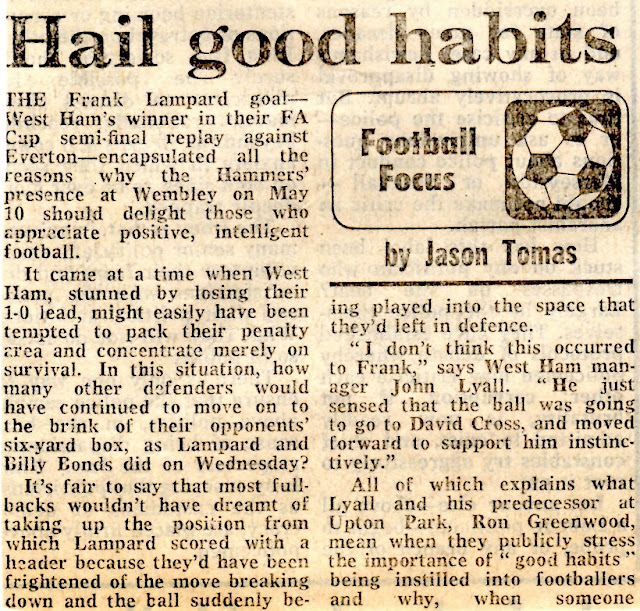 Hail good habits
THE Frank Lampard goal—
West Ham's winner in their FA
Cup semi-final replay against
Everton—encapsulated all the
reasons why the Hammers'
presence at Wembley on May
10 should delight those who
appreciate positive, intelligent
football.
It came at a time when West
Ham, stunned by losing their
1-0 lead, might easily have been
tempted to pack their penalty
area and concentrate merely on
survival. In this situation, how
many other defenders would
have continued to move on to
the brink of their opponents'
six-yard box, as Lampard and
Billy Bonds did on Wednesday?
It's fair to say that most full-
backs wouldn't have dreamt of
taking up the position from
which Lampard scored with a
header because they'd have been
frightened of the move breaking
down and the ball suddenly be-
Football
Focus
by Jason Tomas
ing played into the space that
they'd left in defence.
"I don't think this occurred
to Frank," says West Ham man-
ager John Lyall. "He just
sensed that the ball was going
to go to David Cross, and moved
forward to support him instinc-
tively."
All of which explains what
Lyall and his predecessor at
Upton Park, Ron Greenwood,
mean when they publicly stress
the importance of "good habits"
being instilled into footballers
and why, when someone